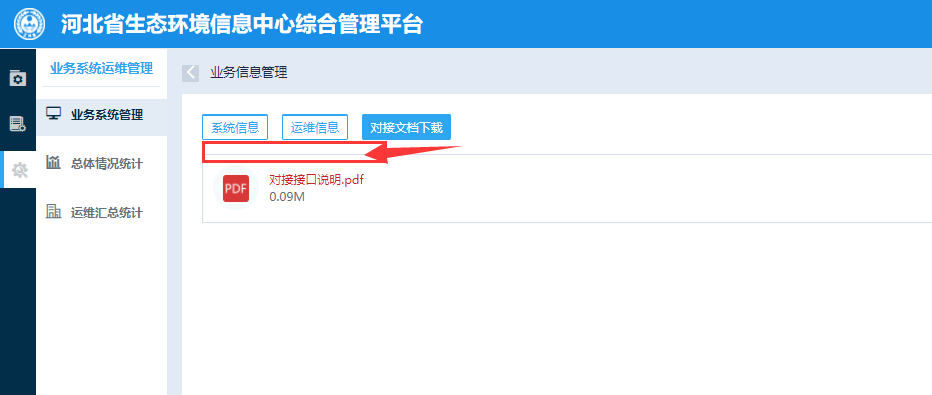 河北省生态环境信息中心综合管理平台
业务系统运维管理
业务信息管理
业务系统管理
系统信息
运维信息
对接文档下载
总体情况统计
PDF
对接接口说明.pdf
0.09M
运维汇总统计